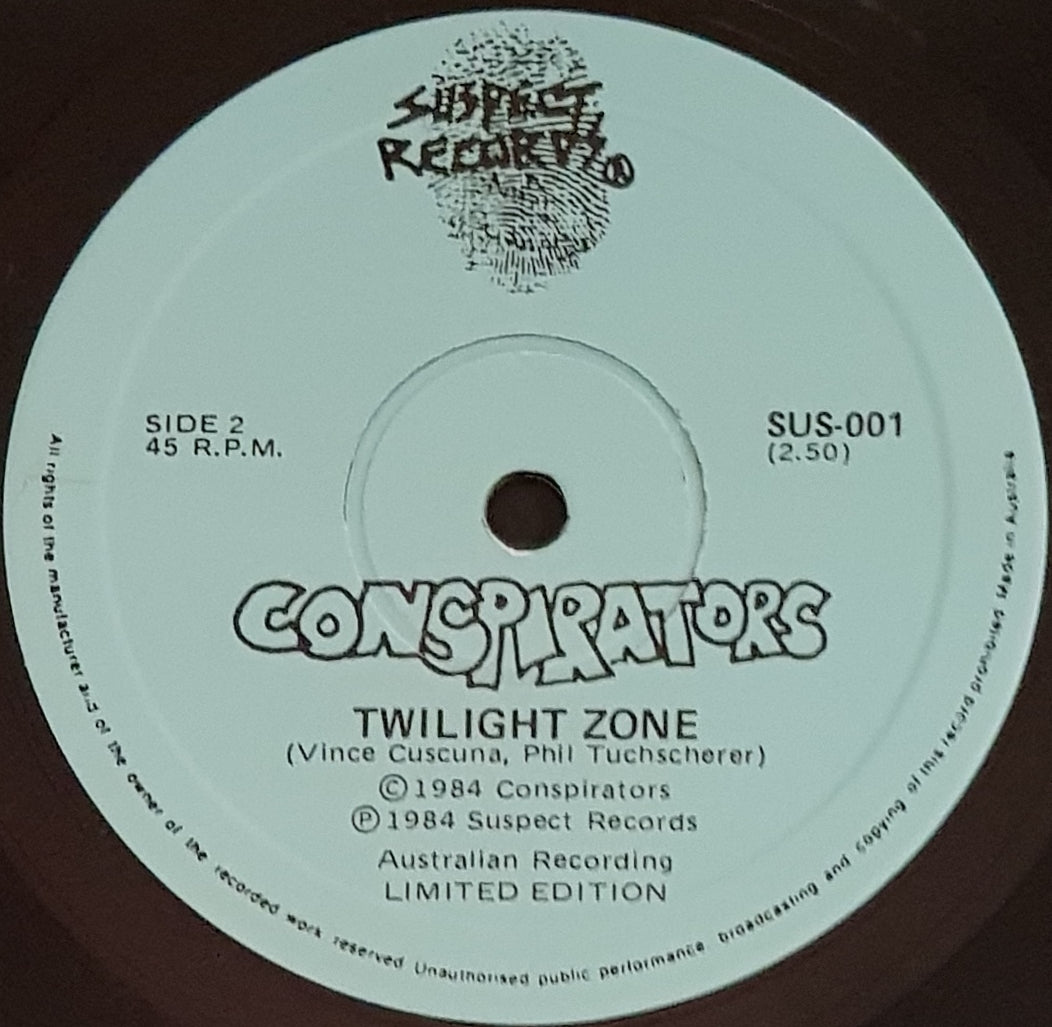 SUSPECT
RECORDS
SIDE 2
45 R.P.M.
SUS-001
(2.50)
CONSPIRATORS
TWILIGHT ZONE
(Vince Cuscuna, Phil Tuchscherer)
©1984 Conspirators
℗1984 Suspect Records
Australian Recording
LIMITED EDITION
All rights of the manufacturer and of the owner of the recorded work reserved Unauthorised public performance broadcasting and copying of this record prohibited Made in Australia